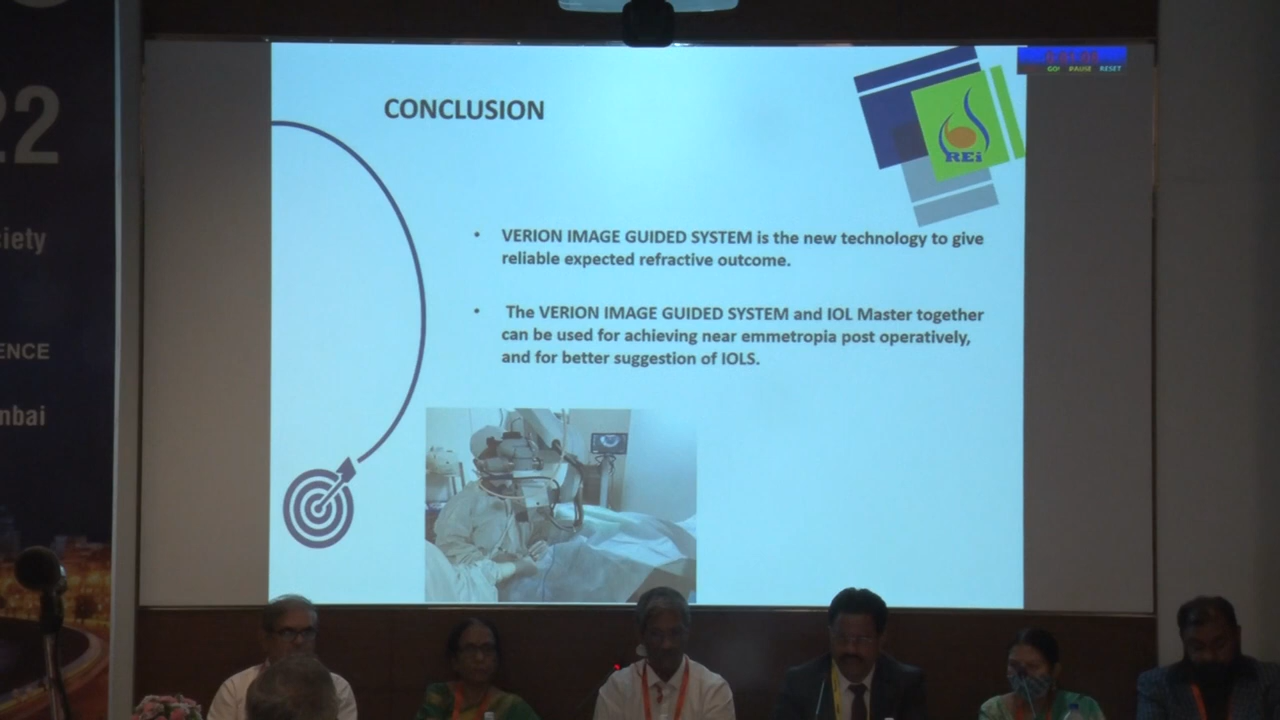 22
iety
ENCE
nbai
CONCLUSION
REi
GO! PAUSE RESET
• VERION IMAGE GUIDED SYSTEM is the new technology to give
reliable expected refractive outcome.
• The VERION IMAGE GUIDED SYSTEM and IOL Master together
can be used for achieving near emmetropia post operatively,
and for better suggestion of IOLS.